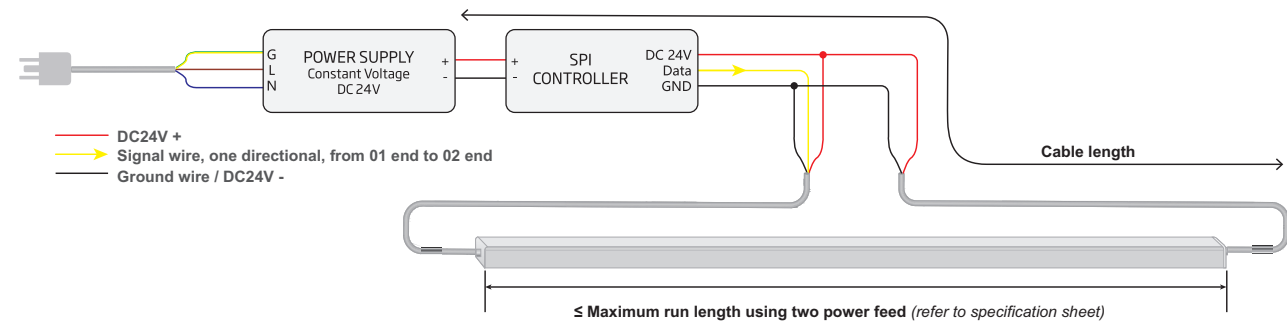 G
L
N
POWER SUPPLY
Constant Voltage
DC 24V
+
-
+
-
SPI
CONTROLLER
DC 24V
Data
GND
DC24V +
Signal wire, one directional, from 01 end to 02 end
Ground wire / DC24V -
Cable length
≤ Maximum run length using two power feed (refer to specification sheet)